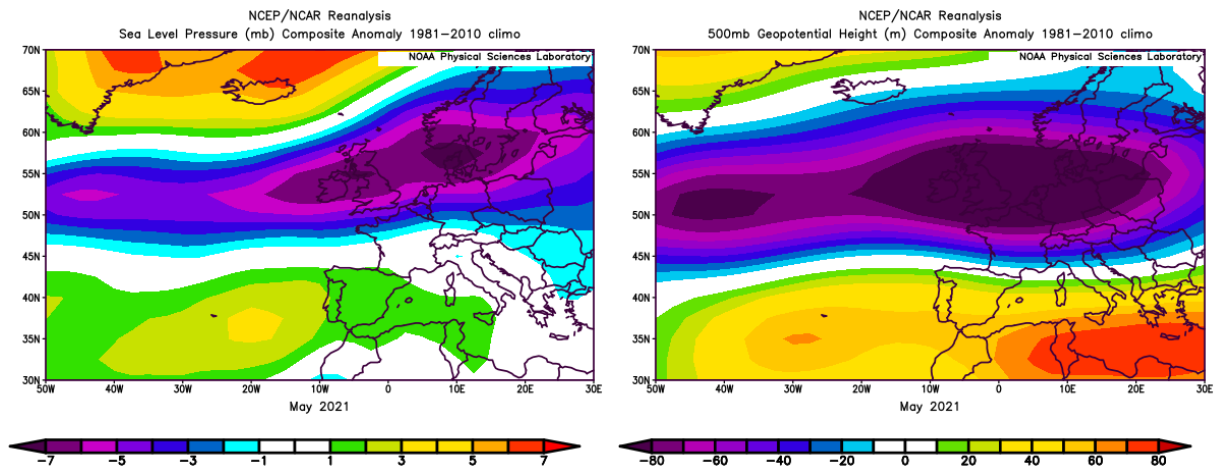 NCEP/NCAR Reanalysis
Sea Level Pressure (mb) Composite Anomaly 1981-2010 climo
NOAA Physical Sciences Laboratory
70N
65N
60N
55N
50N
45N
40N
35N
30N
50W 40W 30W 20W 10W 0 10E 20E 30E
May 2021
-7 -5 -3 -1 1 3 5 7
NCEP/NCAR Reanalysis
500mb Geopotential Height (m) Composite Anomaly 1981-2010 climo
NOAA Physical Sciences Laboratory
70N
65N
60N
55N
50N
45N
40N
35N
30N
50W 40W 30W 20W 10W 0 10E 20E 30E
May 2021
-80 -60 -40 -20 0 20 40 60 80